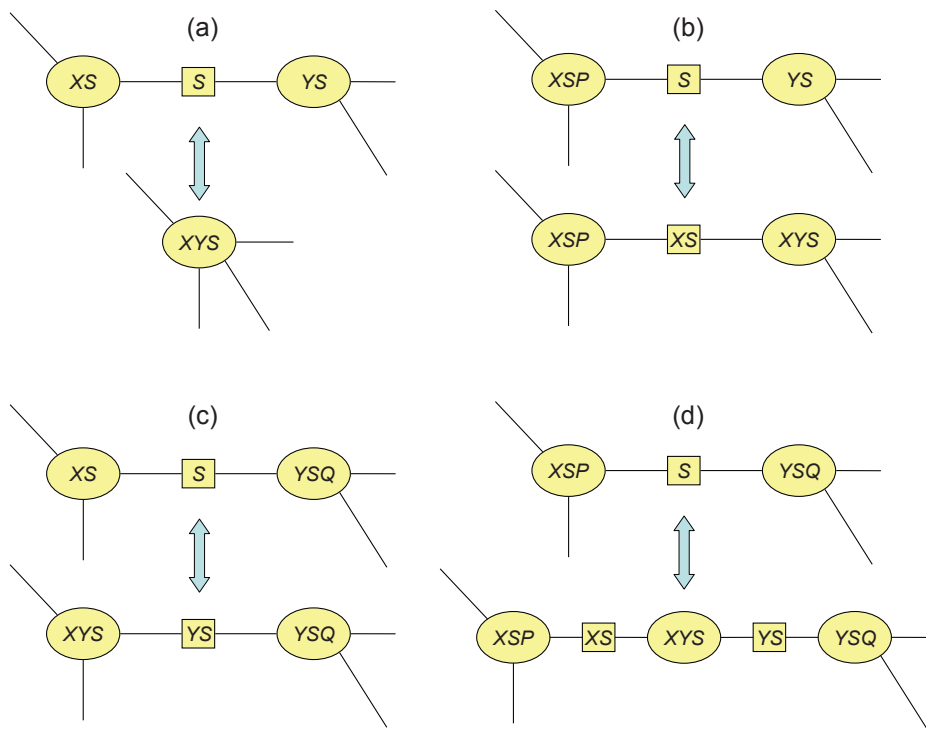 (a)
XS S YS
XYS
(b)
XSP S YS
XSP XS XYS
(c)
XS S YSQ
XYS YS YSQ
(d)
XSP S YSQ
XSP XS XYS YS YSQ